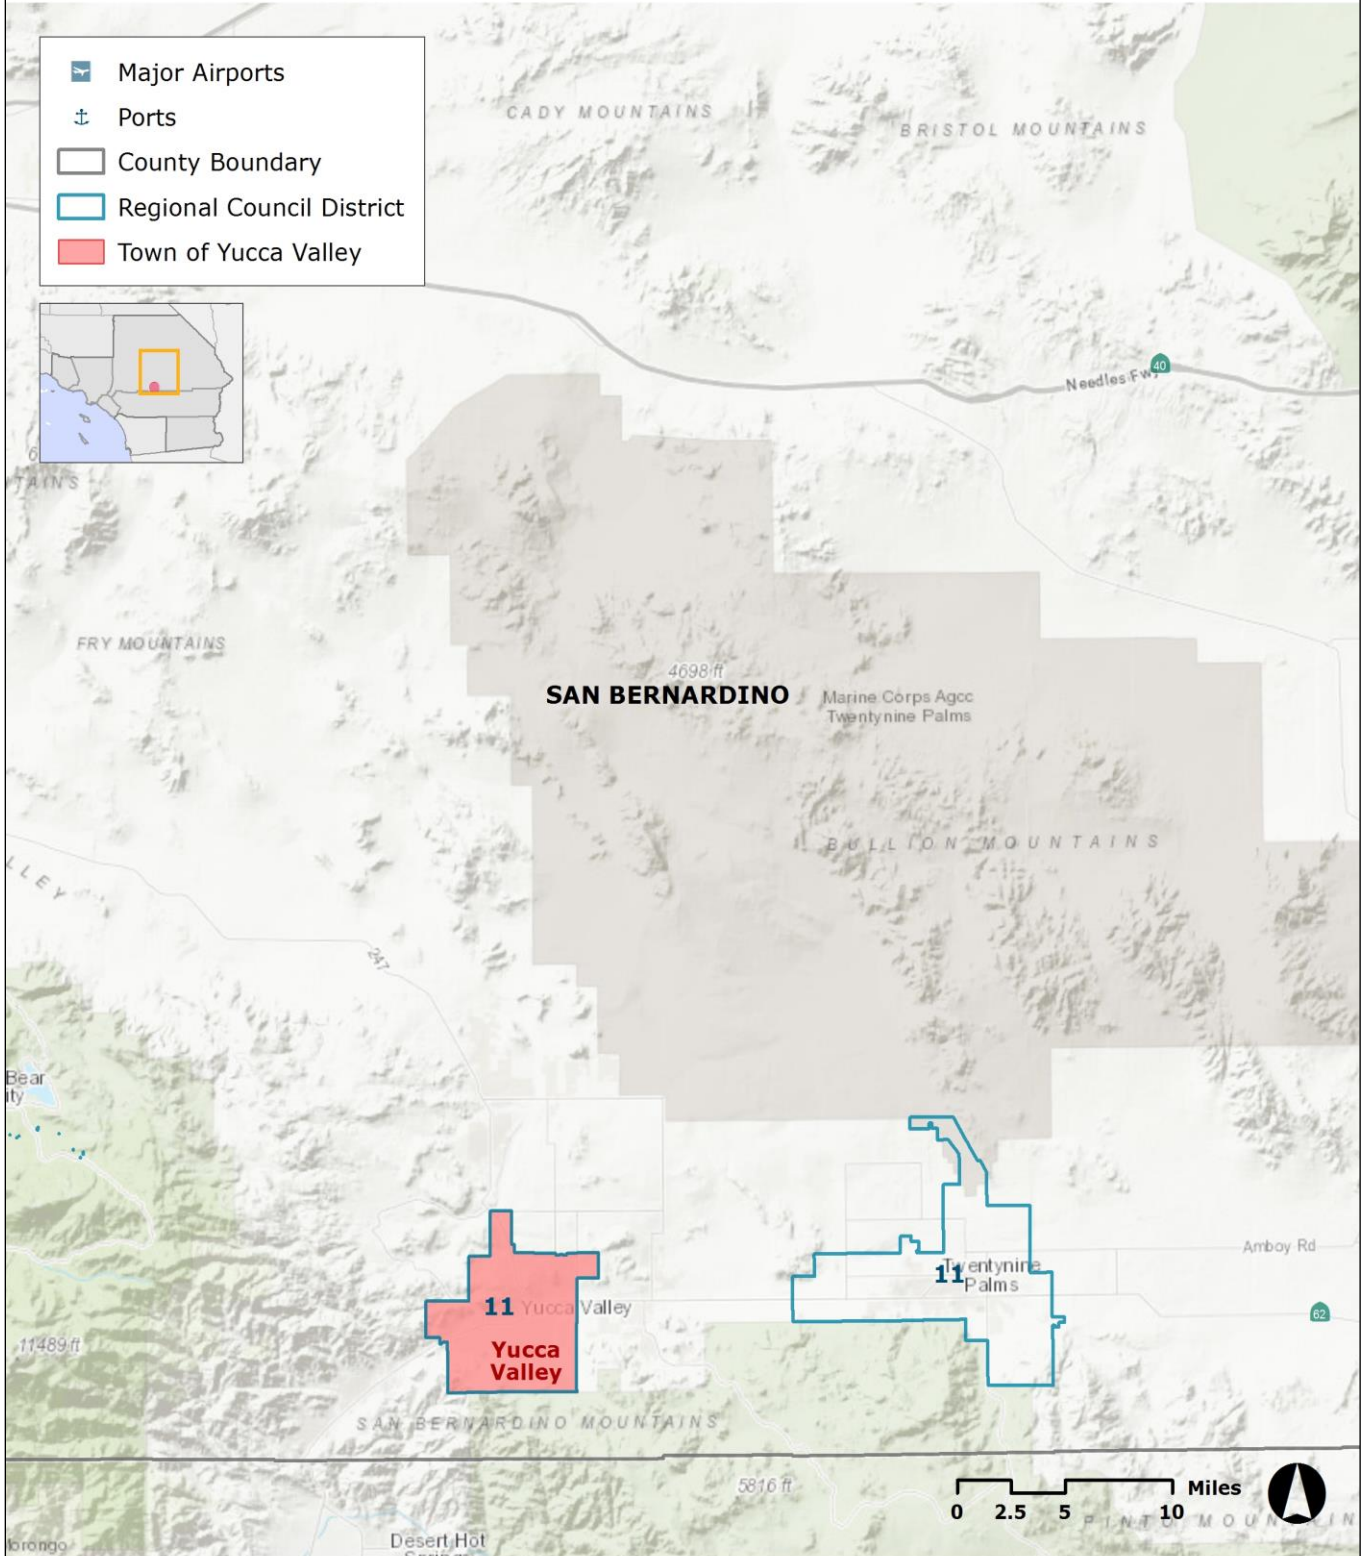 Major Airports
Ports
County Boundary
Regional Council District
Town of Yucca Valley
CADY MOUNTAINS
BRISTOL MOUNTAINS
40
Needles Fwy
6
TAINS
FRY MOUNTAINS
4698 ft
SAN BERNARDINO
Marine Corps Agcc
Twentynine Palms
BULLION MOUNTAINS
LLEY
247
Bear
ity
Amboy Rd
Twentynine
11
Palms
11 Yucca Valley
62
11489 ft
Yucca
Valley
SAN BERNARDINO MOUNTAINS
5816 ft
Miles
0 2.5 5 10
PINTO MOUNTAIN
Desert Hot
Springs
Morongo